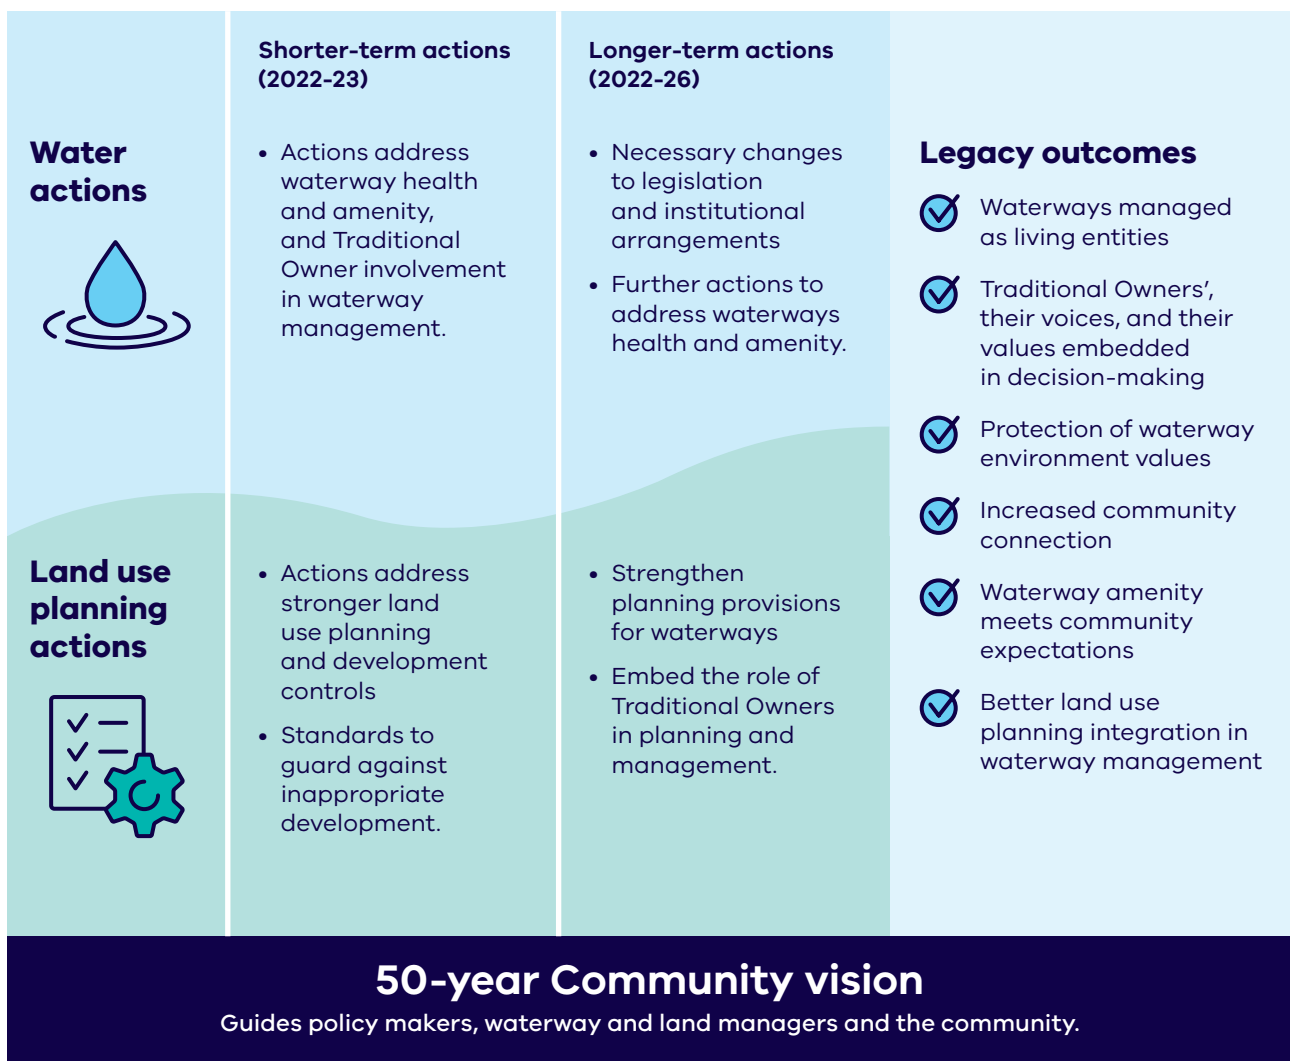 Shorter-term actions
(2022-23)
Longer-term actions
(2022-26)
Water
actions
• Actions address
waterway health
and amenity,
and Traditional
Owner involvement
in waterway
management.
• Necessary changes
to legislation
and institutional
arrangements
• Further actions to
address waterways
health and amenity.
Land use
planning
actions
• Actions address
stronger land
use planning
and development
controls
• Standards to
guard against
inappropriate
development.
• Strengthen
planning provisions
for waterways
• Embed the role of
Traditional Owners
in planning and
management.
Legacy outcomes
Waterways managed
as living entities
Traditional Owners’,
their voices, and their
values embedded
in decision-making
Protection of waterway
environment values
Increased community
connection
Waterway amenity
meets community
expectations
Better land use
planning integration in
waterway management
50-year Community vision
Guides policy makers, waterway and land managers and the community.